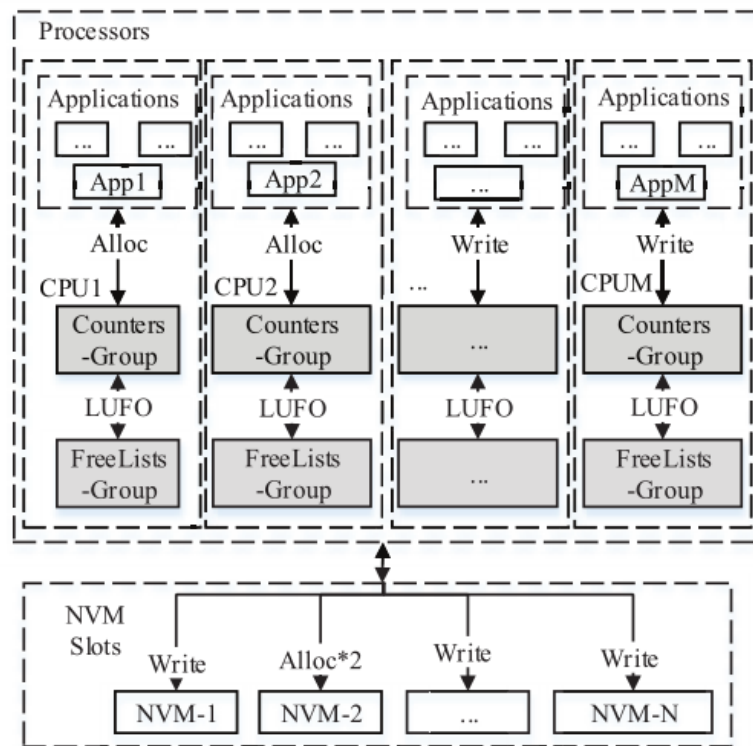 Processors
Applications Applications Applications Applications
... ... ... ... ... ... ... ...
App1 App2 ... AppM
Alloc Alloc Write Write
CPU1 CPU2 ... CPUM
Counters Counters ... Counters
-Group -Group -Group
LUFO LUFO LUFO LUFO
FreeLists FreeLists ... FreeLists
-Group -Group -Group
NVM
Slots
Write Alloc*2 Write Write
NVM-1 NVM-2 ... NVM-N